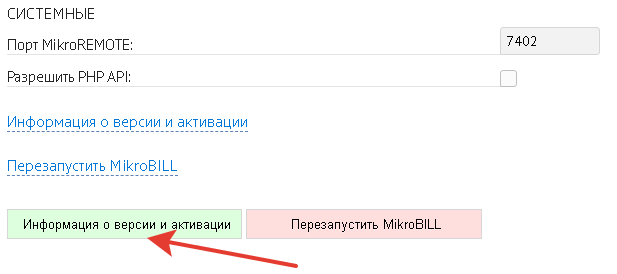 СИСТЕМНЫЕ
Порт MikroREMOTE: 7402
Разрешить PHP API:
Информация о версии и активации
Перезапустить MikroBILL
Информация о версии и активации Перезапустить MikroBILL